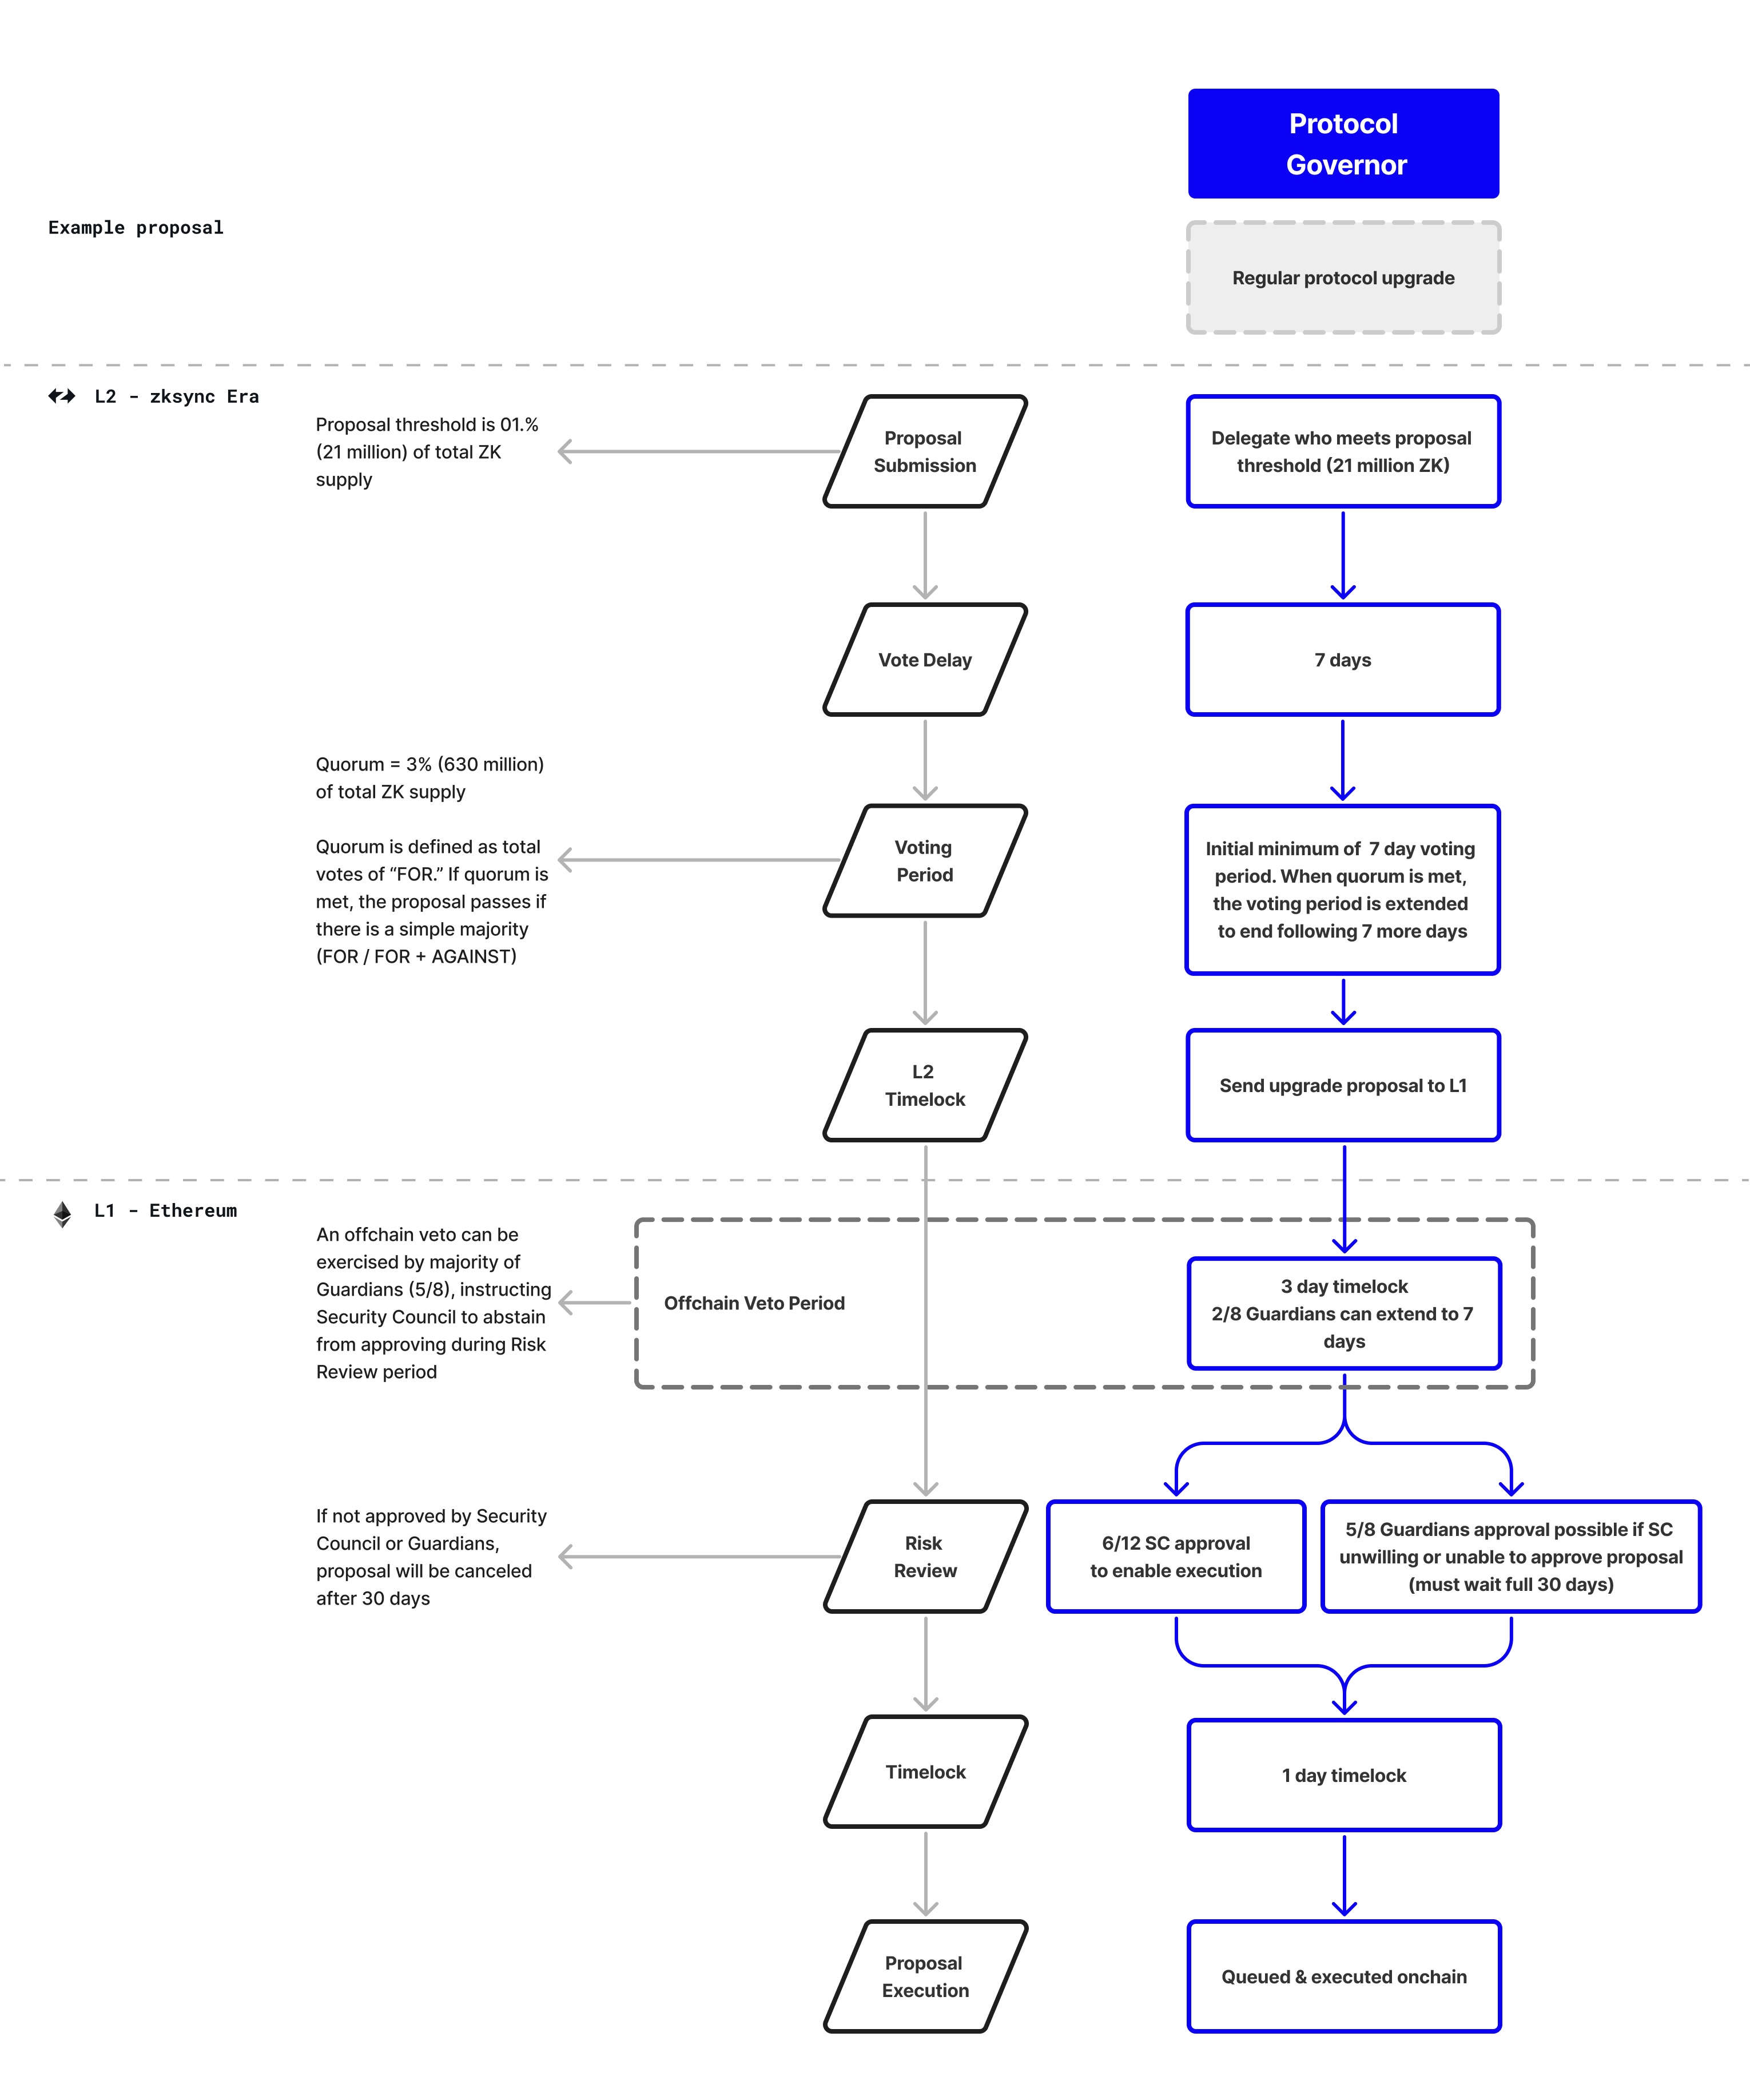 Protocol
Governor
Example proposal
Regular protocol upgrade
L2 - zksync Era
Proposal threshold is 01.%
(21 million) of total ZK
supply
Proposal
Submission
Delegate who meets proposal
threshold (21 million ZK)
Vote Delay
7 days
Quorum = 3% (630 million)
of total ZK supply
Quorum is defined as total
votes of “FOR.” If quorum is
met, the proposal passes if
there is a simple majority
(FOR / FOR + AGAINST)
Voting
Period
Initial minimum of 7 day voting
period. When quorum is met,
the voting period is extended
to end following 7 more days
L2
Timelock
Send upgrade proposal to L1
L1 - Ethereum
An offchain veto can be
exercised by majority of
Guardians (5/8), instructing
Security Council to abstain
from approving during Risk
Review period
Offchain Veto Period
3 day timelock
2/8 Guardians can extend to 7
days
If not approved by Security
Council or Guardians,
proposal will be canceled
after 30 days
Risk
Review
6/12 SC approval
to enable execution
5/8 Guardians approval possible if SC
unwilling or unable to approve proposal
(must wait full 30 days)
Timelock
1 day timelock
Proposal
Execution
Queued & executed onchain